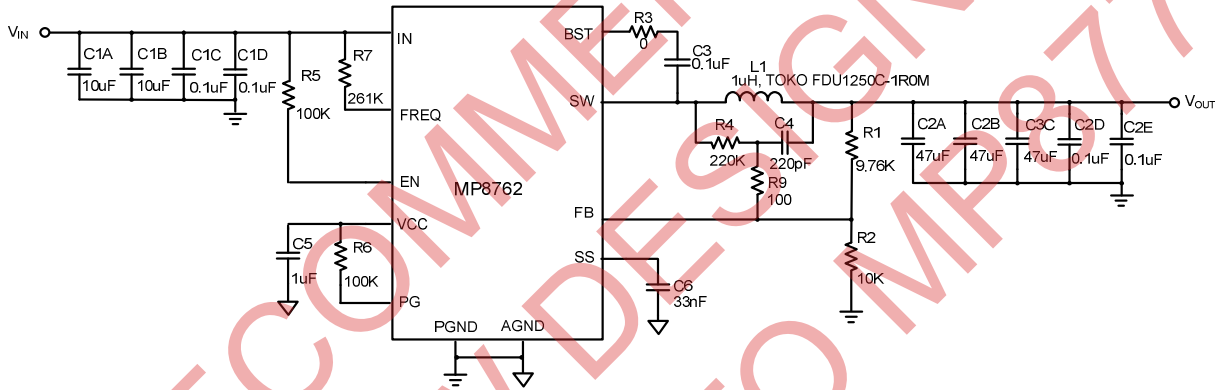 VIN
C1A
10uF
C1B
10uF
C1C
0.1uF
C1D
0.1uF
R5
100K
R7
261K
IN
FREQ
EN
MP8762
VCC
PG
C5
1uF
R6
100K
PGND
AGND
BST
SW
FB
SS
R3
0
C3
0.1uF
L1
1uH, TOKO FDU1250C-1R0M
R4
220K
C4
220pF
R9
100
R1
9.76K
R2
10K
C6
33nF
C2A
47uF
C2B
47uF
C3C
47uF
C2D
0.1uF
C2E
0.1uF
VOUT
ECOMMEN
W DESIGN
O MP877